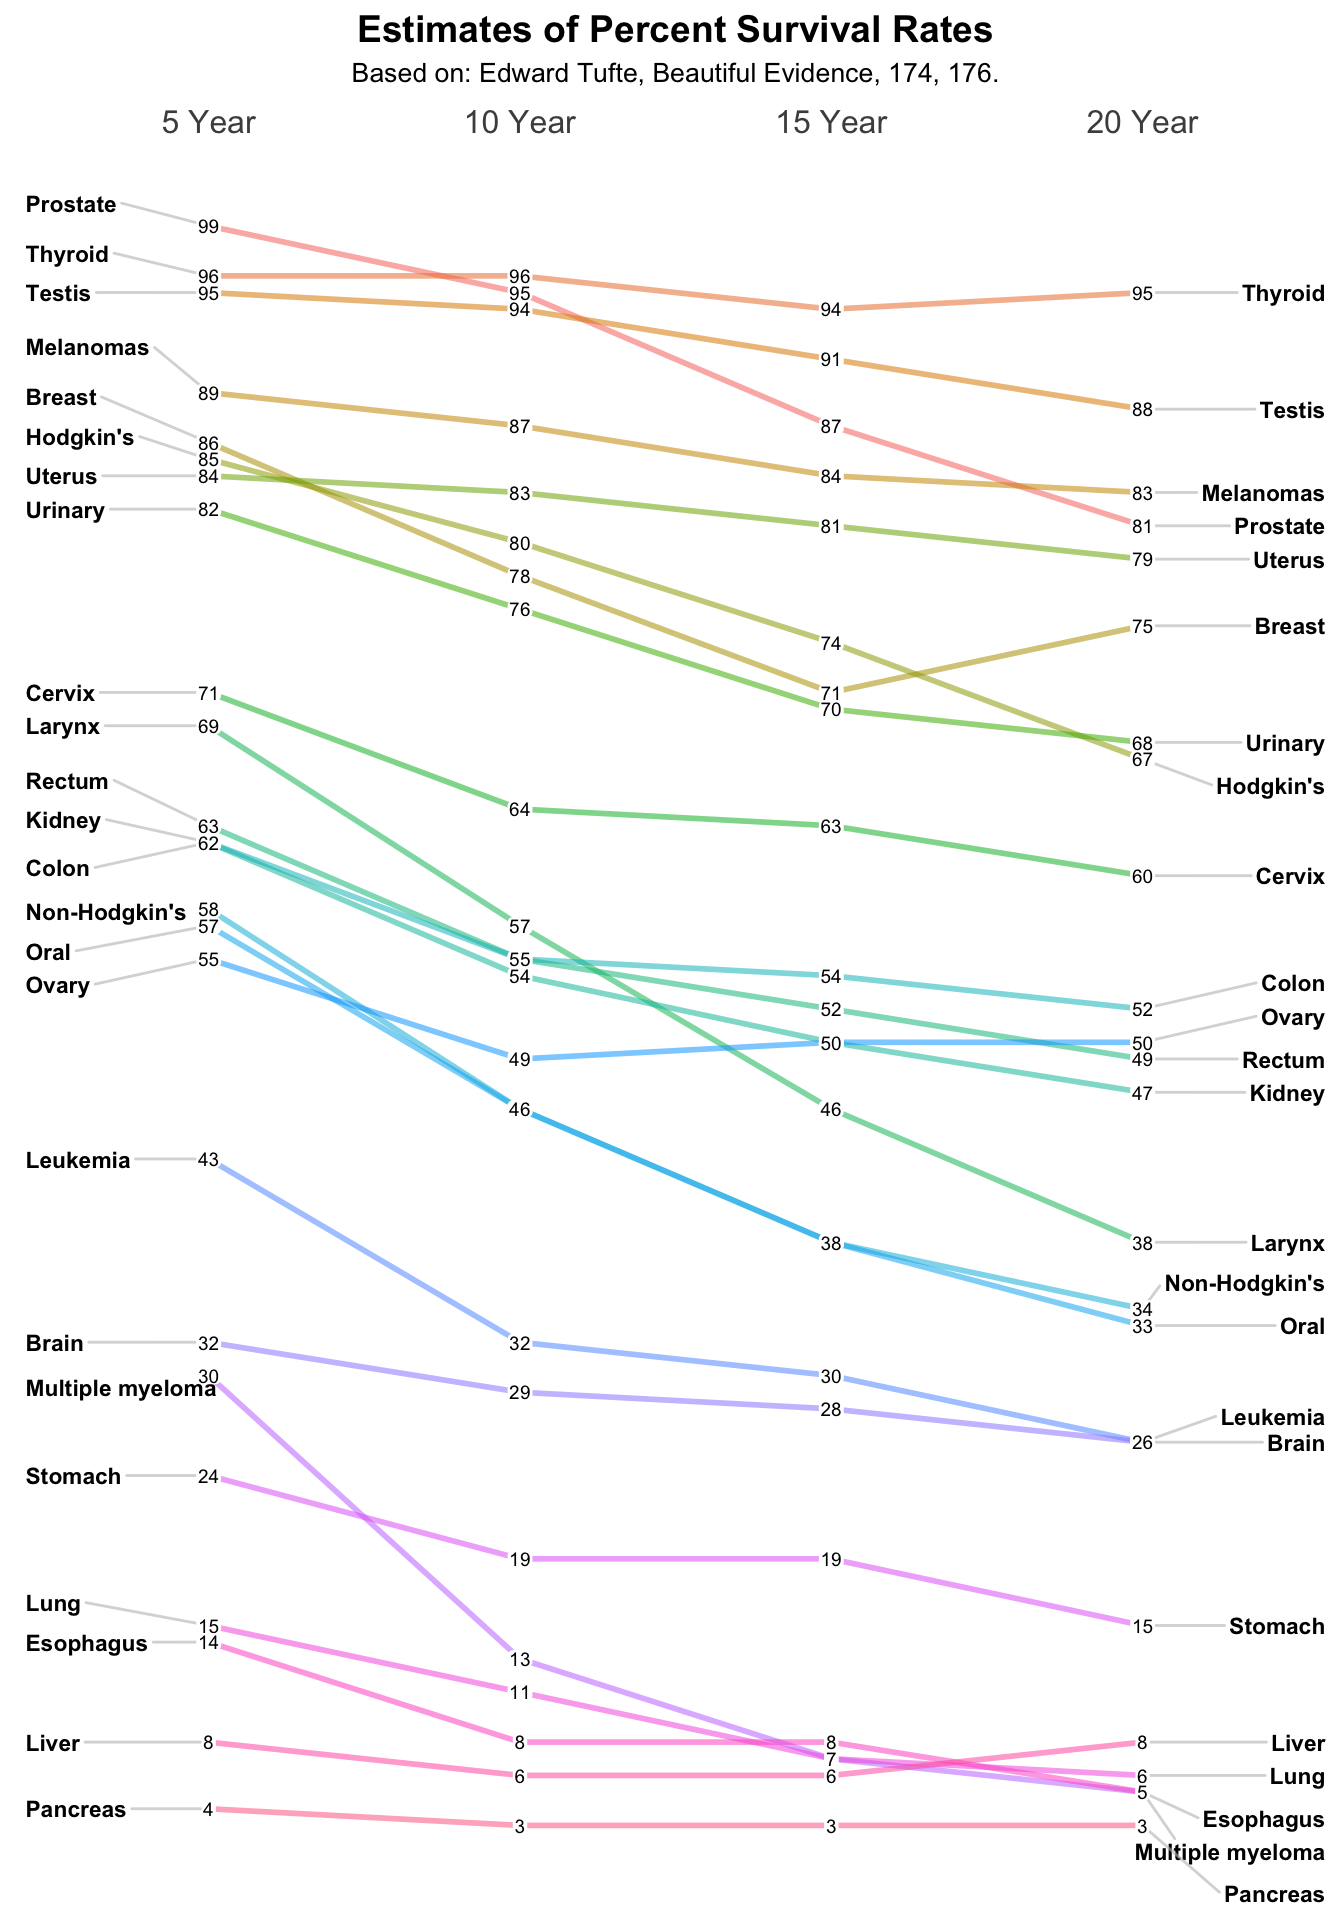 Estimates of Percent Survival Rates
Based on: Edward Tufte, Beautiful Evidence, 174, 176.
5 Year 10 Year 15 Year 20 Year
Prostate
99
Thyroid 96 96
Testis 95 95 95 Thyroid
94 94
Melanomas
91
89
Breast 88 Testis
87 87
Hodgkin's 86
85
Uterus 84 84
83 83 Melanomas
Urinary 82
81 81 Prostate
80
79 Uterus
78
76
75 Breast
74
Cervix 71 71
70
Larynx 69
68 Urinary
67
Rectum Hodgkin's
Kidney 63 63
64
62
Colon 60 Cervix
Non-Hodgkin's 58
57 57
Oral
Ovary 55 55
54 54 Colon
52 52
Ovary
50 50
49 49 Rectum
47 Kidney
46 46
Leukemia 43
38 38 Larynx
Non-Hodgkin's
34
33 Oral
Brain 32 32
Multiple myeloma 30 30
29
28
Leukemia
26 Brain
Stomach 24
19 19
Lung
15 15 Stomach
Esophagus 14
13
11
Liver 8 8 8 8 Liver
7
6 6 6 Lung
5
Pancreas 4
Esophagus
3 3 3
Multiple myeloma
Pancreas